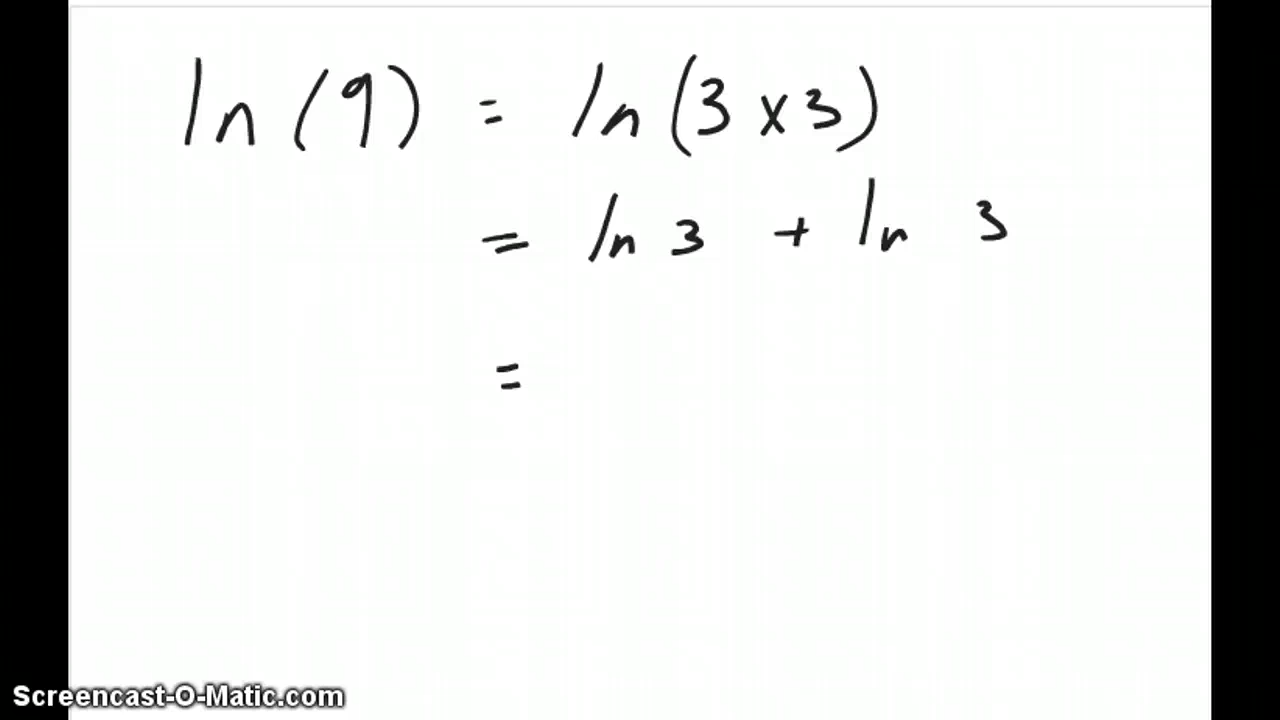 ln (9) = ln (3 x 3)
= ln 3 + ln 3
=
Screencast-O-Matic.com